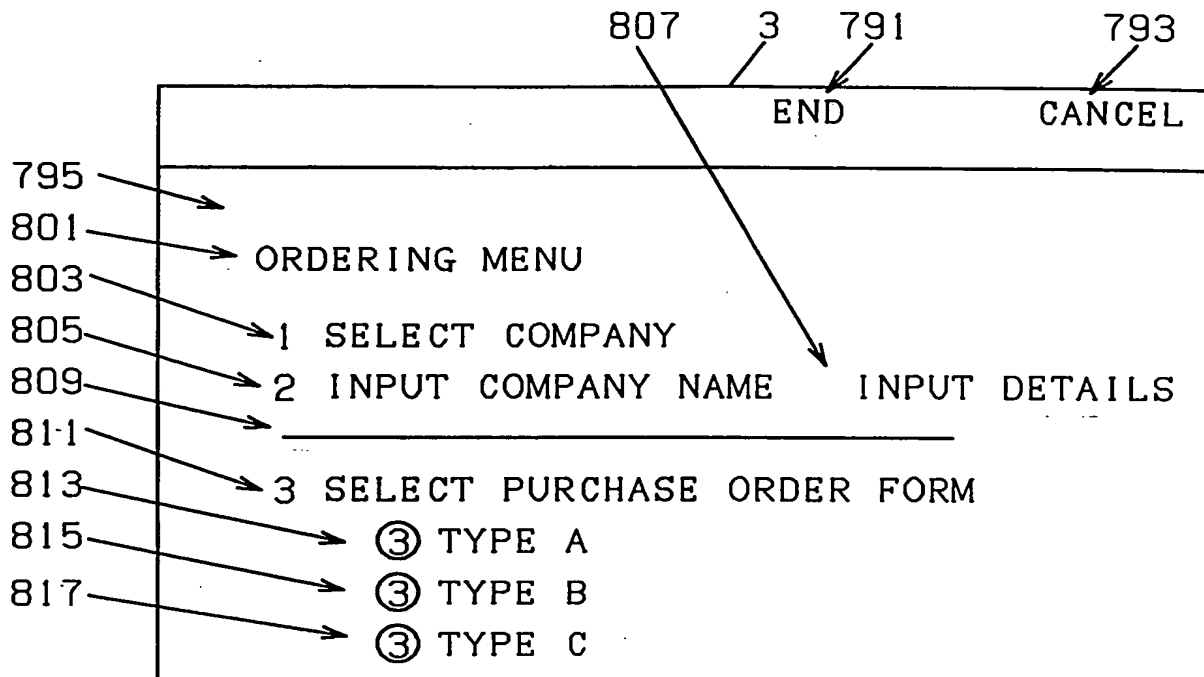 807 3 791 793
END CANCEL
795
801 ORDERING MENU
803 1 SELECT COMPANY
805 2 INPUT COMPANY NAME INPUT DETAILS
809
811 3 SELECT PURCHASE ORDER FORM
813 ③ TYPE A
815 ③ TYPE B
817 ③ TYPE C